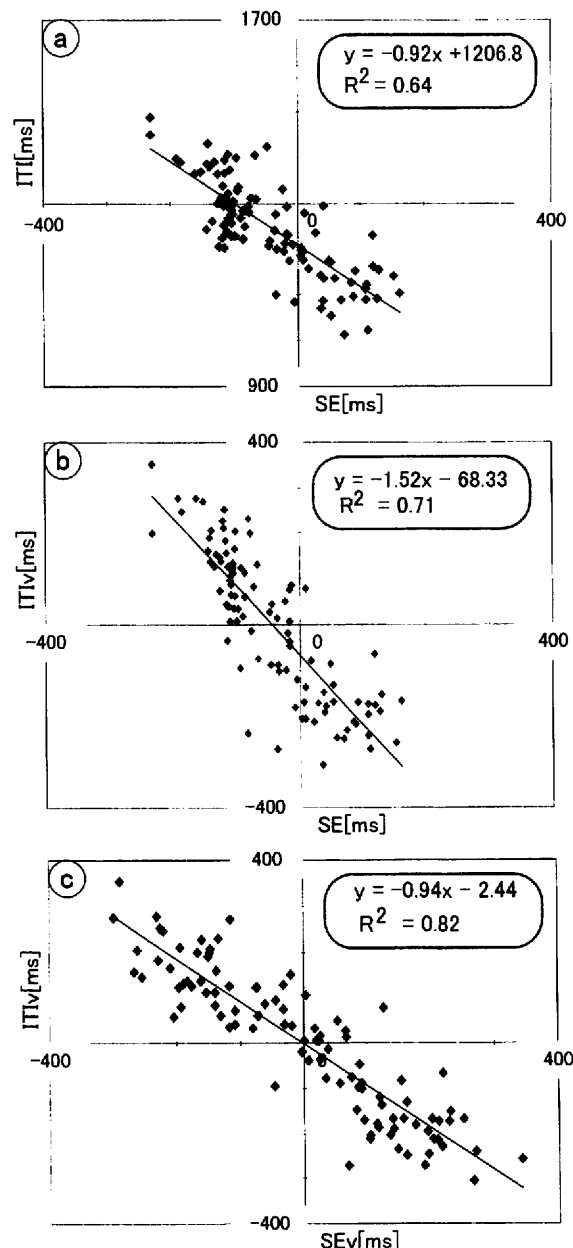 a
1700
y = -0.92x +1206.8
R² = 0.64
ITI[ms]
-400
0
400
900
SE[ms]
b
400
y = -1.52x - 68.33
R² = 0.71
ITIv[ms]
-400
0
400
-400
SE[ms]
c
400
y = -0.94x - 2.44
R² = 0.82
ITIv[ms]
-400
0
400
-400
SEv[ms]